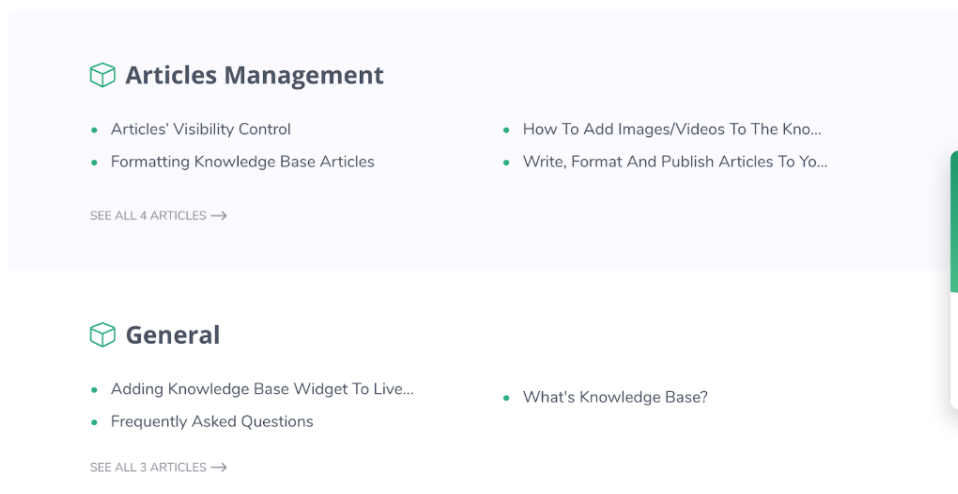 Articles Management
Articles' Visibility Control
Formatting Knowledge Base Articles
How To Add Images/Videos To The Kno...
Write, Format And Publish Articles To Yo...
SEE ALL 4 ARTICLES
General
Adding Knowledge Base Widget To Live...
Frequently Asked Questions
What's Knowledge Base?
SEE ALL 3 ARTICLES